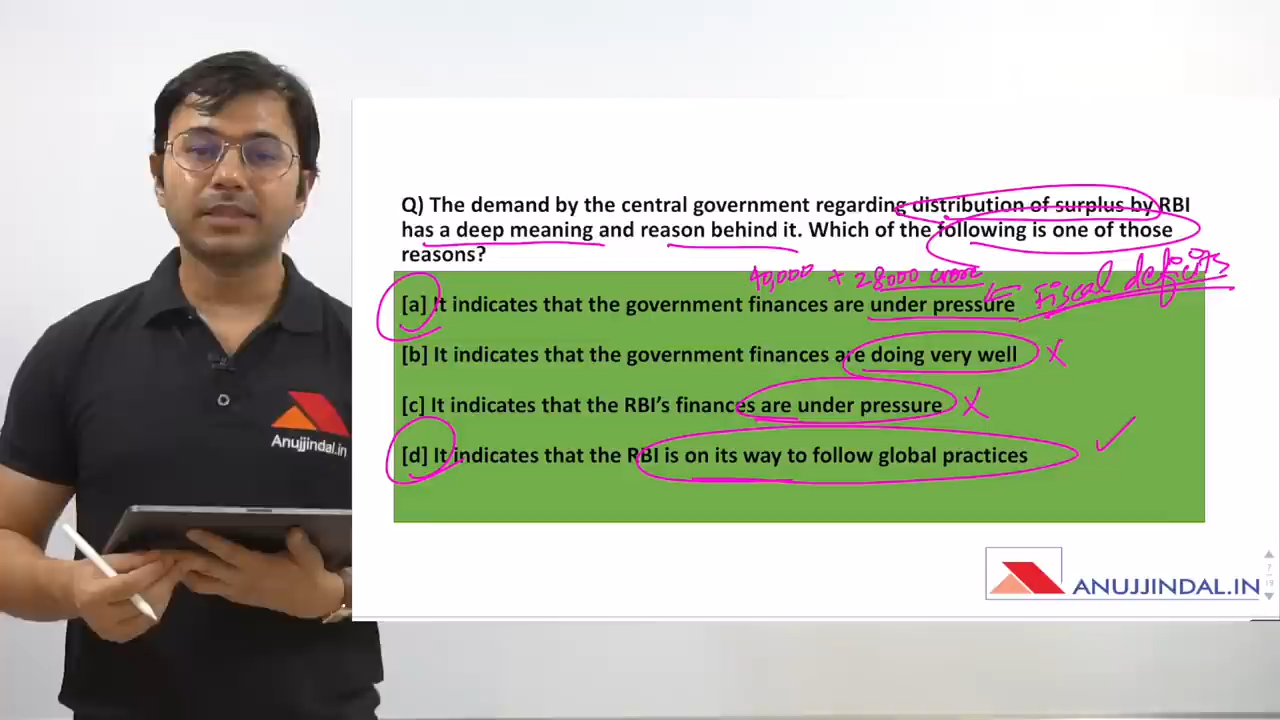 Q) The demand by the central government regarding distribution of surplus by RBI
has a deep meaning and reason behind it. Which of the following is one of those
reasons?
40,000 + 28000 crore
Fiscal deficits
[a] It indicates that the government finances are under pressure
[b] It indicates that the government finances are doing very well
[c] It indicates that the RBI's finances are under pressure
[d] It indicates that the RBI is on its way to follow global practices
Anujjindal.in
ANUJJINDAL.IN
7
19